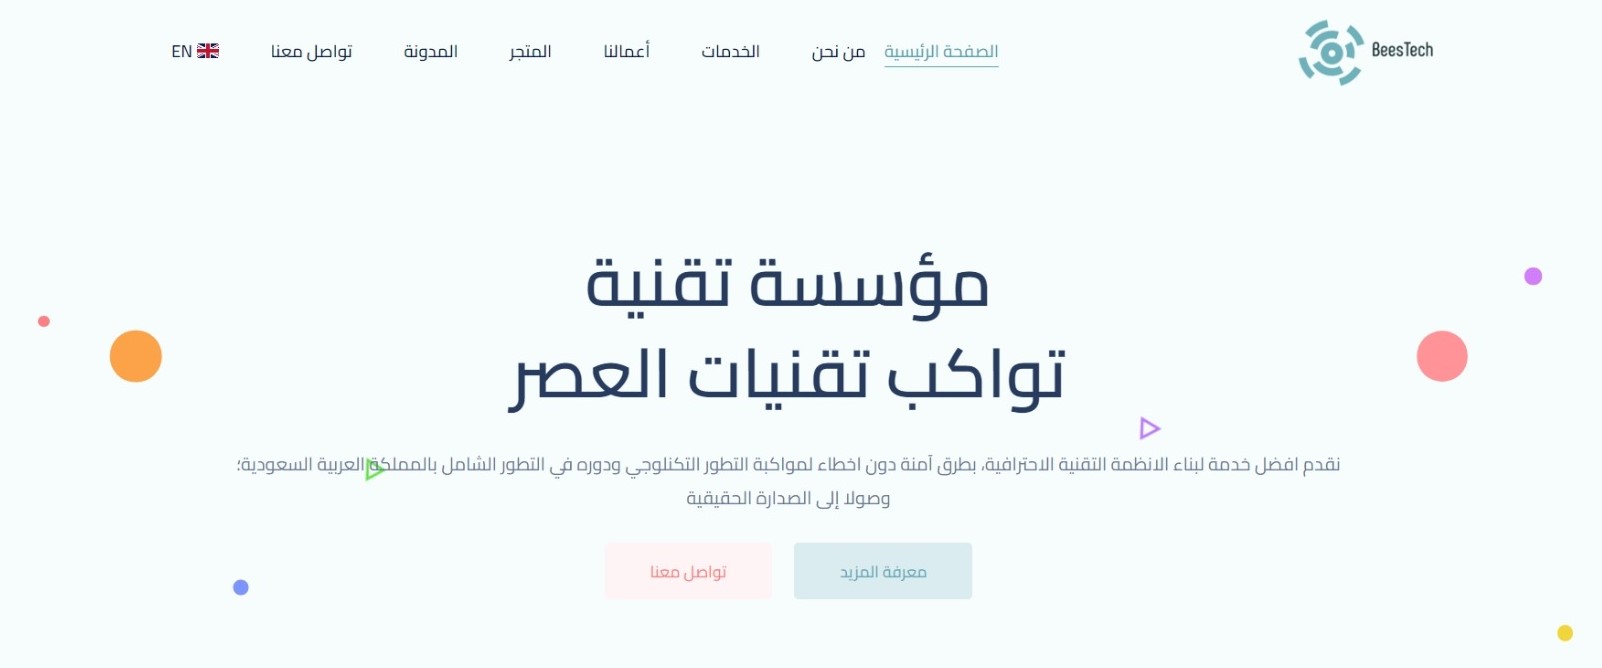 BeesTech
الصفحة الرئيسية
من نحن
الخدمات
أعمالنا
المتجر
المدونة
تواصل معنا
EN
مؤسسة تقنية
تواكب تقنيات العصر
نقدم افضل خدمة لبناء الانظمة التقنية الاحترافية، بطرق آمنة دون اخطاء لمواكبة التطور التكنلوجي ودوره في التطور الشامل بالمملكة العربية السعودية؛
وصولا إلى الصدارة الحقيقية
معرفة المزيد
تواصل معنا